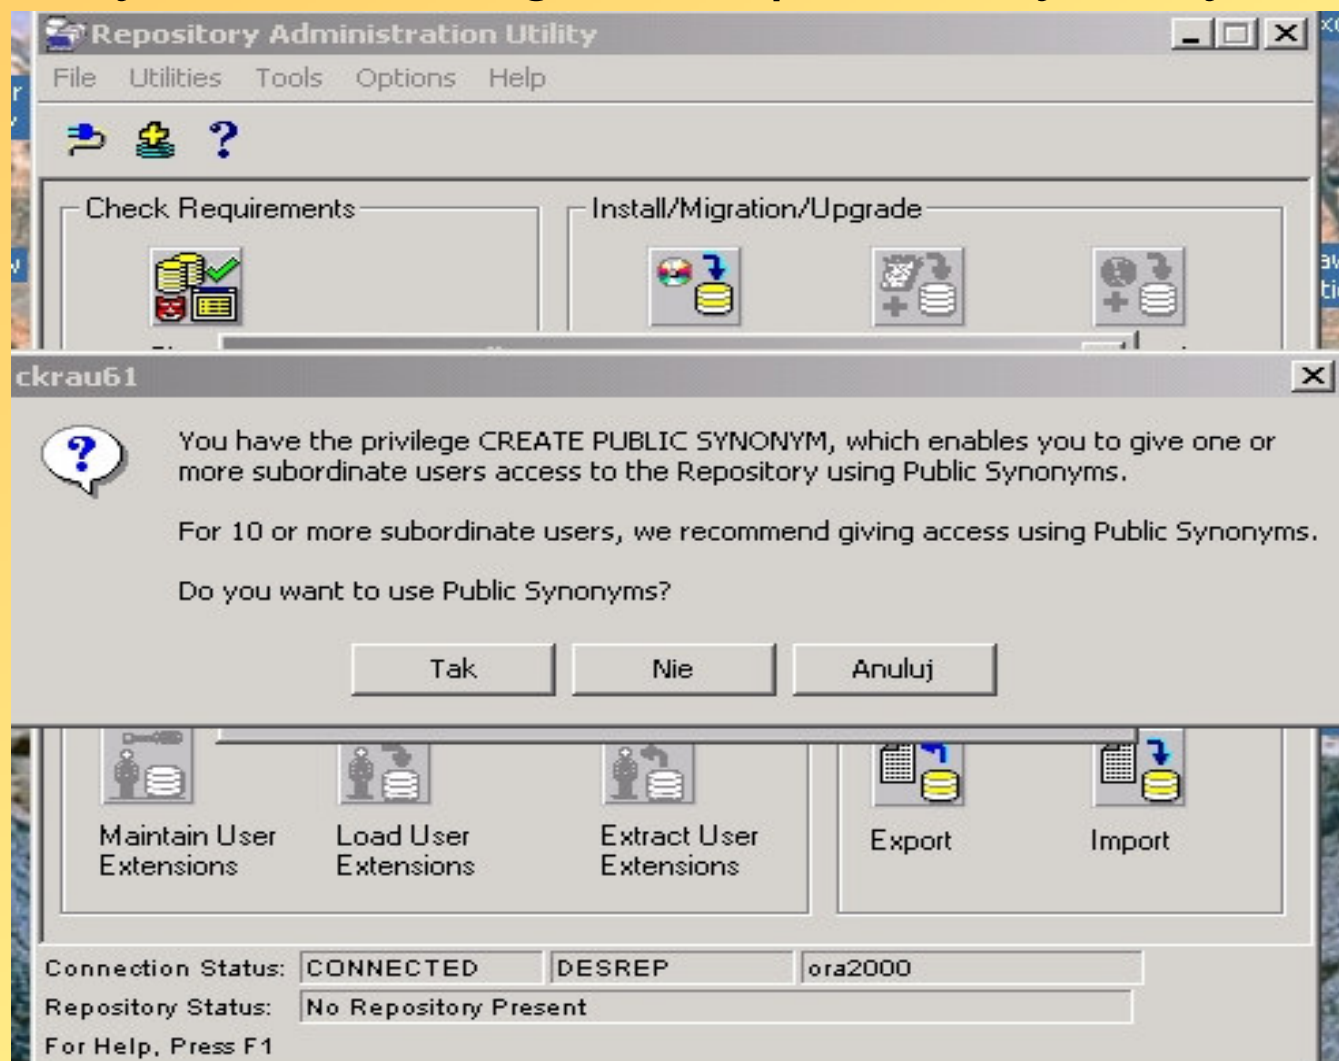 Repository Administration Utility
File Utilities Tools Options Help
Check Requirements
Install/Migration/Upgrade
ckrau61
You have the privilege CREATE PUBLIC SYNONYM, which enables you to give one or
more subordinate users access to the Repository using Public Synonyms.
For 10 or more subordinate users, we recommend giving access using Public Synonyms.
Do you want to use Public Synonyms?
Tak Nie Anuluj
Maintain User Load User Extract User Export Import
Extensions Extensions Extensions
Connection Status: CONNECTED DESREP ora2000
Repository Status: No Repository Present
For Help, Press F1